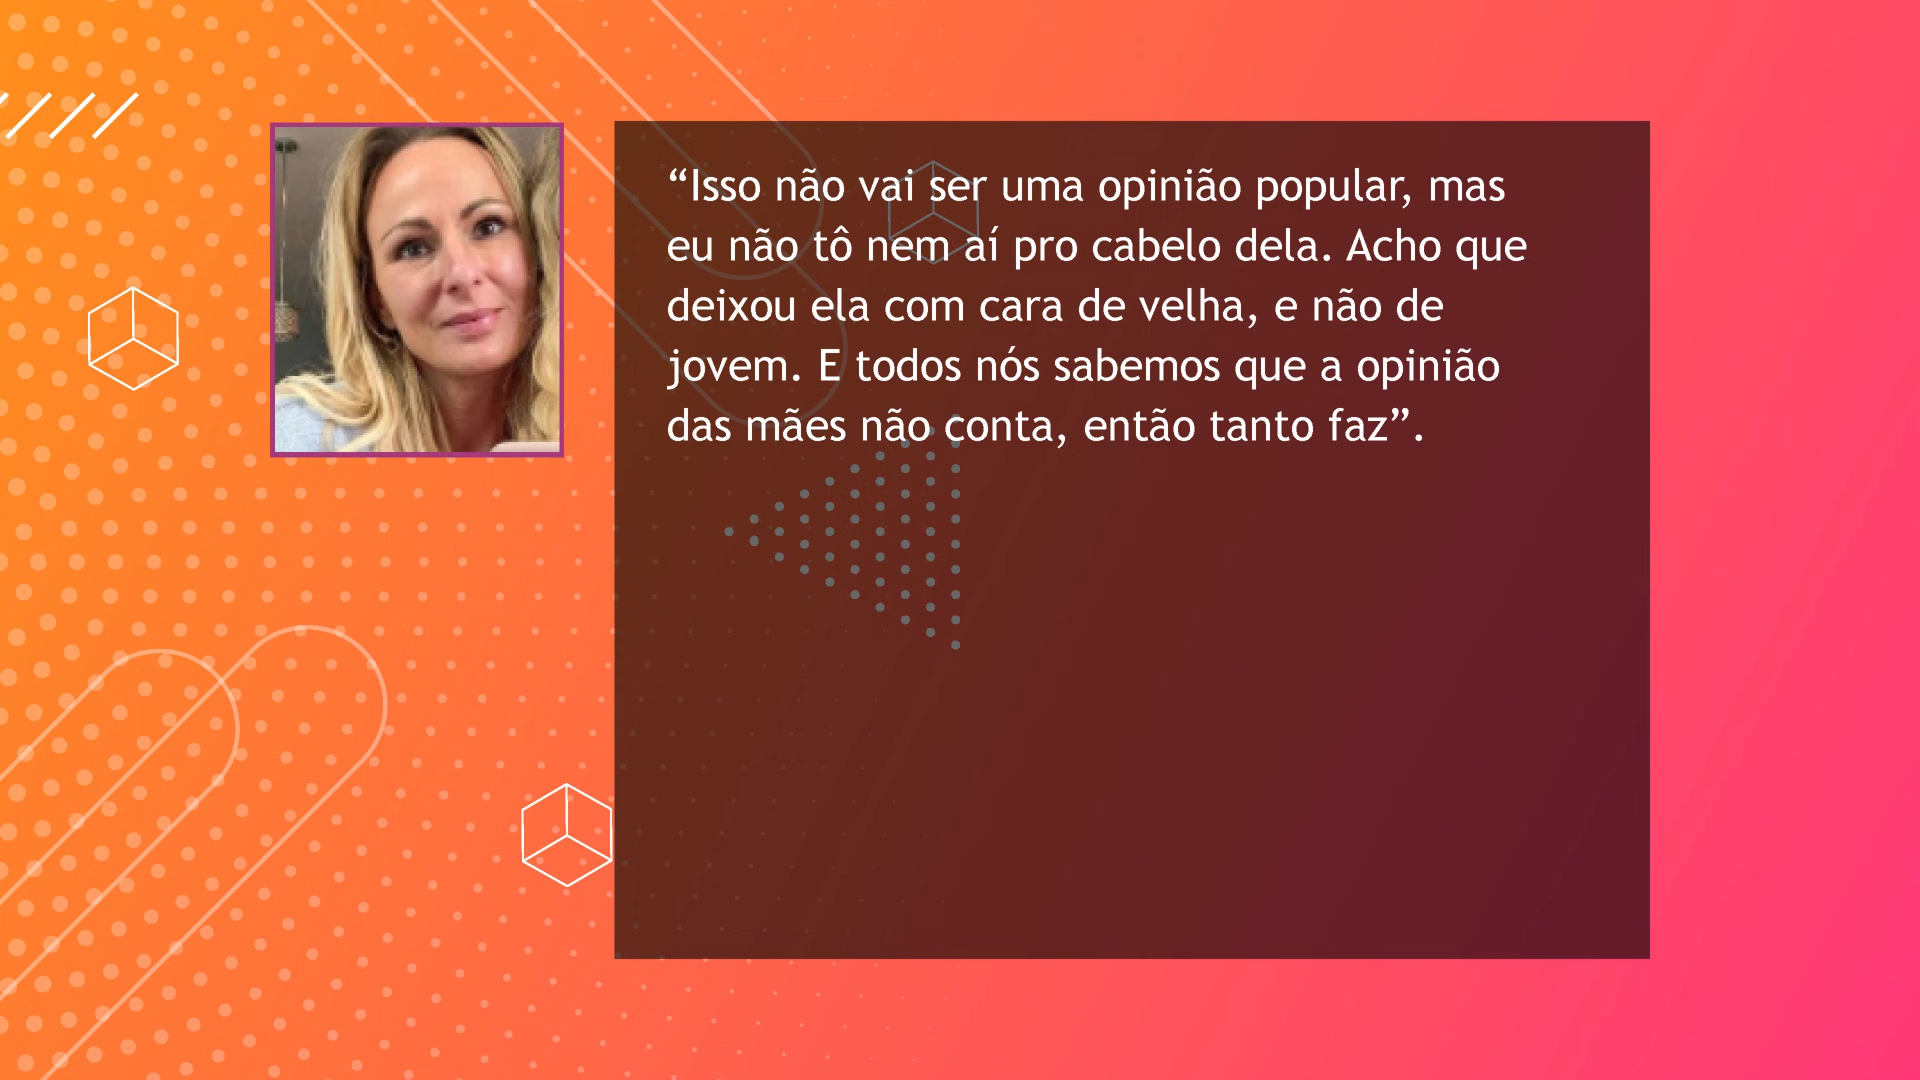 “Isso não vai ser uma opinião popular, mas
eu não tô nem aí pro cabelo dela. Acho que
deixou ela com cara de velha, e não de
jovem. E todos nós sabemos que a opinião
das mães não conta, então tanto faz”.